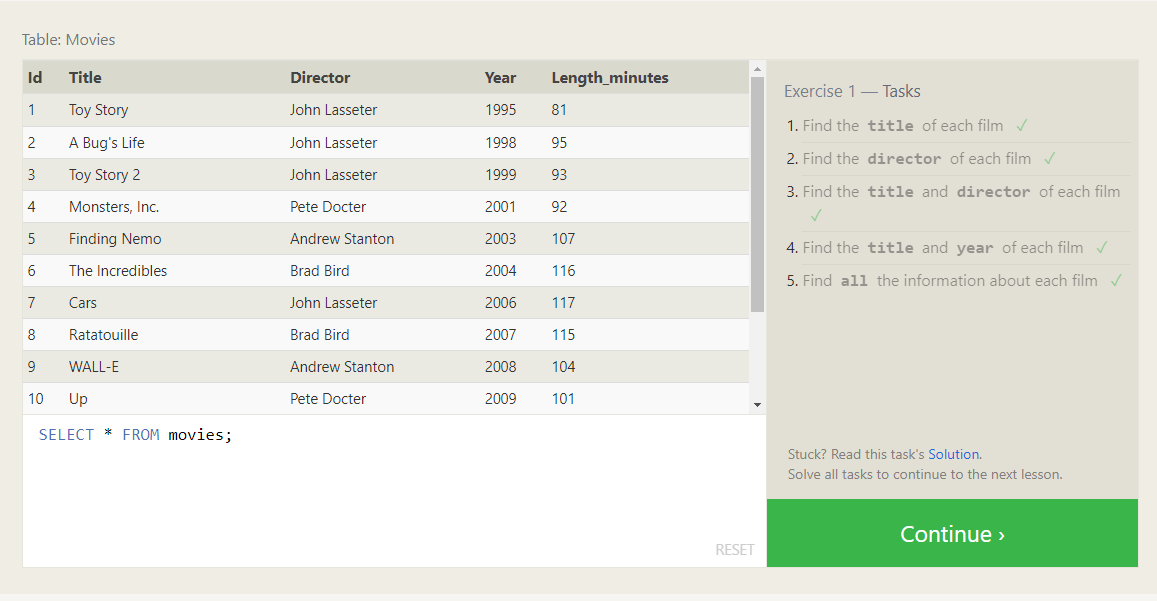 Table: Movies
Id Title Director Year Length_minutes
1 Toy Story John Lasseter 1995 81
2 A Bug's Life John Lasseter 1998 95
3 Toy Story 2 John Lasseter 1999 93
4 Monsters, Inc. Pete Docter 2001 92
5 Finding Nemo Andrew Stanton 2003 107
6 The Incredibles Brad Bird 2004 116
7 Cars John Lasseter 2006 117
8 Ratatouille Brad Bird 2007 115
9 WALL-E Andrew Stanton 2008 104
10 Up Pete Docter 2009 101
SELECT * FROM movies;
RESET
Exercise 1 — Tasks
1. Find the title of each film ✓
2. Find the director of each film ✓
3. Find the title and director of each film
✓
4. Find the title and year of each film ✓
5. Find all the information about each film ✓
Stuck? Read this task's Solution.
Solve all tasks to continue to the next lesson.
Continue ›